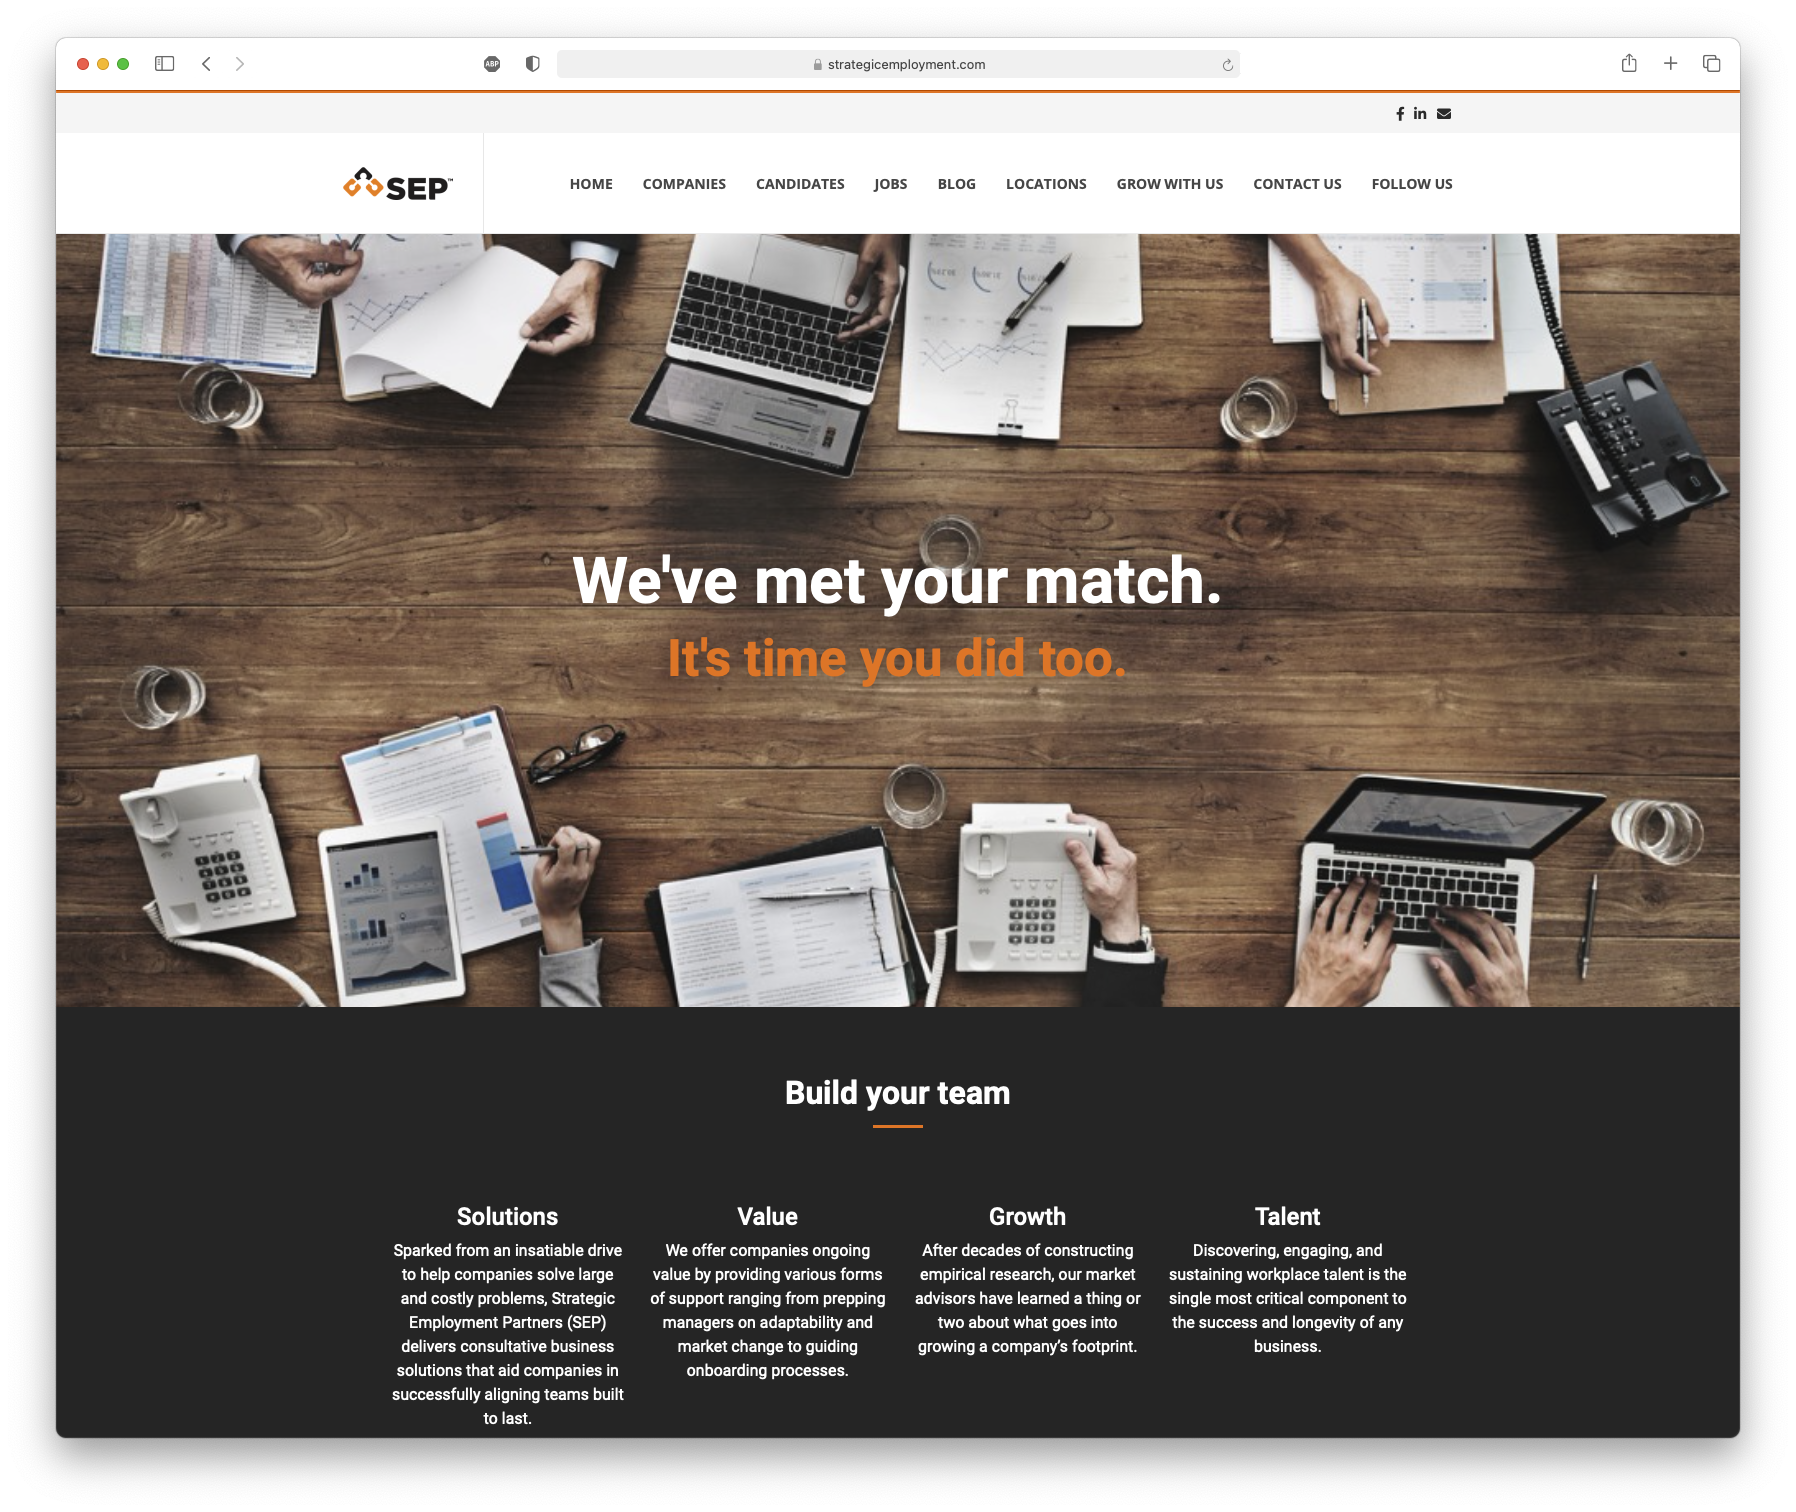 ABP
strategicemployment.com
SEP™
HOME COMPANIES CANDIDATES JOBS BLOG LOCATIONS GROW WITH US CONTACT US FOLLOW US
We've met your match.
It's time you did too.
Build your team
Solutions
Sparked from an insatiable drive
to help companies solve large
and costly problems, Strategic
Employment Partners (SEP)
delivers consultative business
solutions that aid companies in
successfully aligning teams built
to last.
Value
We offer companies ongoing
value by providing various forms
of support ranging from prepping
managers on adaptability and
market change to guiding
onboarding processes.
Growth
After decades of constructing
empirical research, our market
advisors have learned a thing or
two about what goes into
growing a company's footprint.
Talent
Discovering, engaging, and
sustaining workplace talent is the
single most critical component to
the success and longevity of any
business.